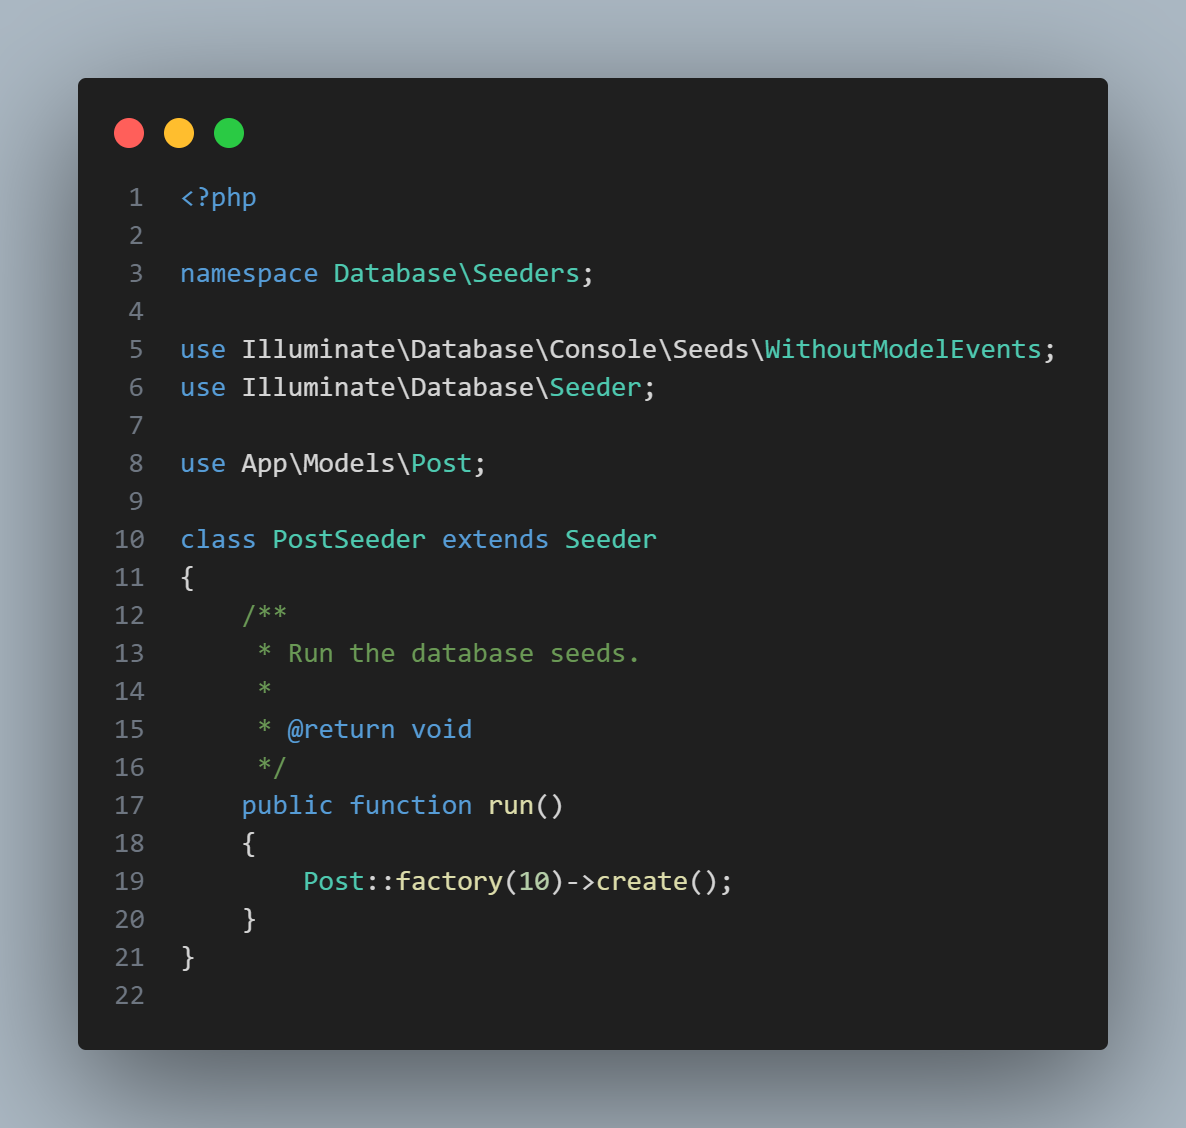 1 <?php
2
3 namespace Database\Seeders;
4
5 use Illuminate\Database\Console\Seeds\WithoutModelEvents;
6 use Illuminate\Database\Seeder;
7
8 use App\Models\Post;
9
10 class PostSeeder extends Seeder
11 {
12     /**
13      * Run the database seeds.
14      *
15      * @return void
16      */
17     public function run()
18     {
19         Post::factory(10)->create();
20     }
21 }
22